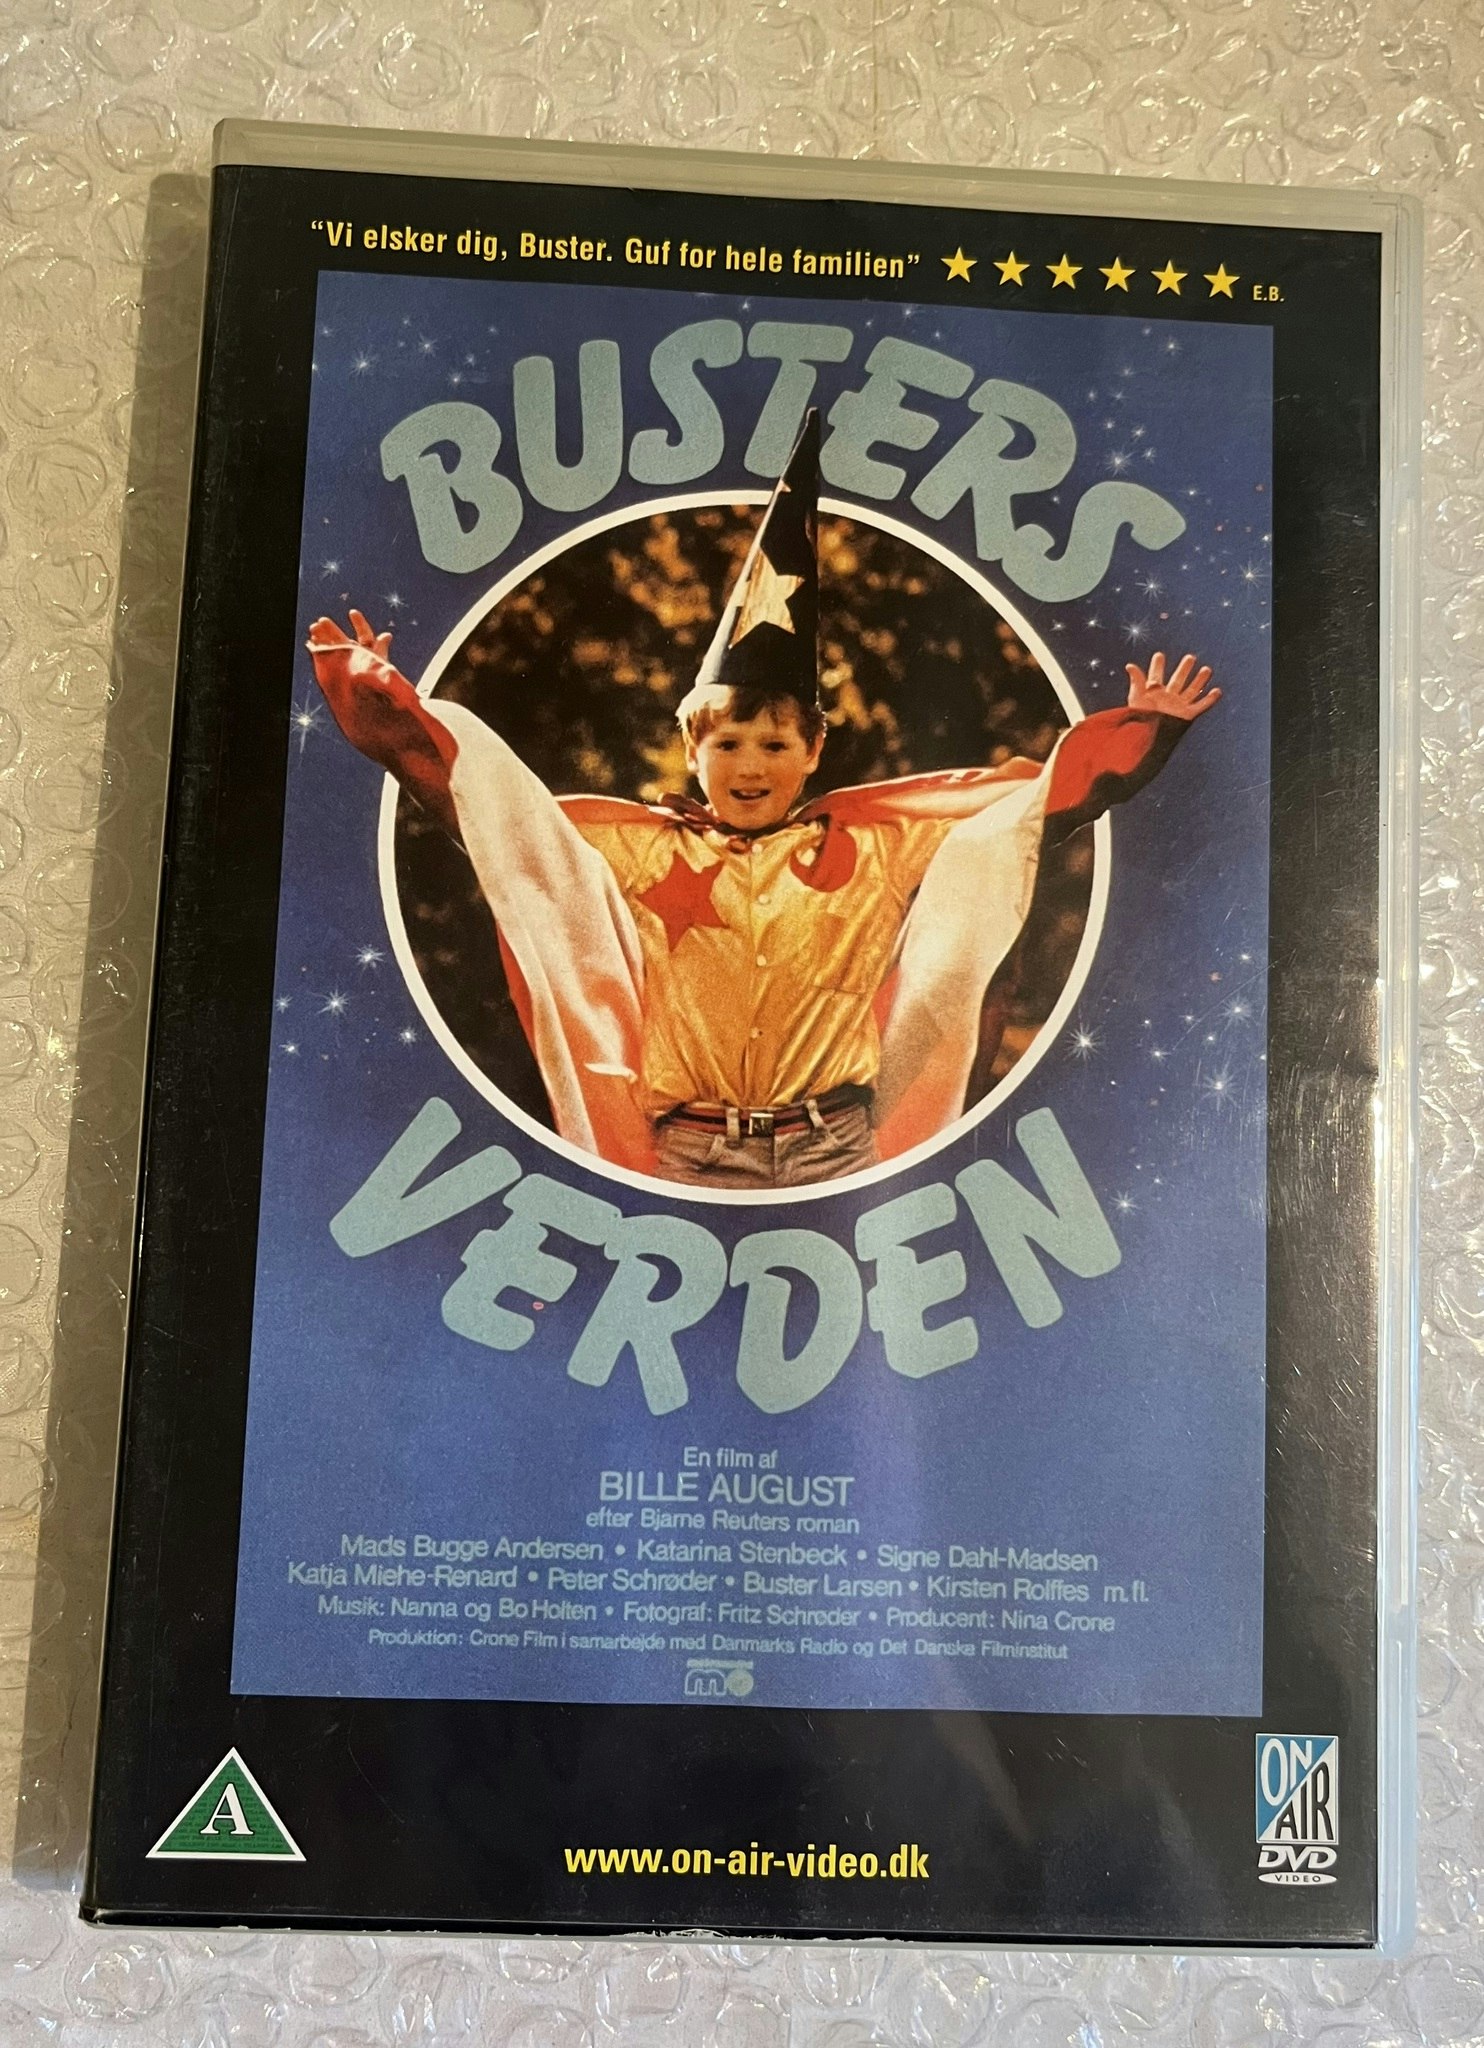 “Vi elsker dig, Buster. Guf for hele familien” ★★★★★★ E.B.
BUSTERS
VERDEN
En film af
BILLE AUGUST
efter Bjarne Reuters roman
Mads Bugge Andersen • Katarina Stenbeck • Signe Dahl-Madsen
Katja Miehe-Renard • Peter Schrøder • Buster Larsen • Kirsten Rolffes m.fl.
Musik: Nanna og Bo Holten • Fotograf: Fritz Schrøder • Producent: Nina Crone
Produktion: Crone Film i samarbejde med Danmarks Radio og Det Danske Filminstitut
A
www.on-air-video.dk
ON
AIR
DVD
VIDEO